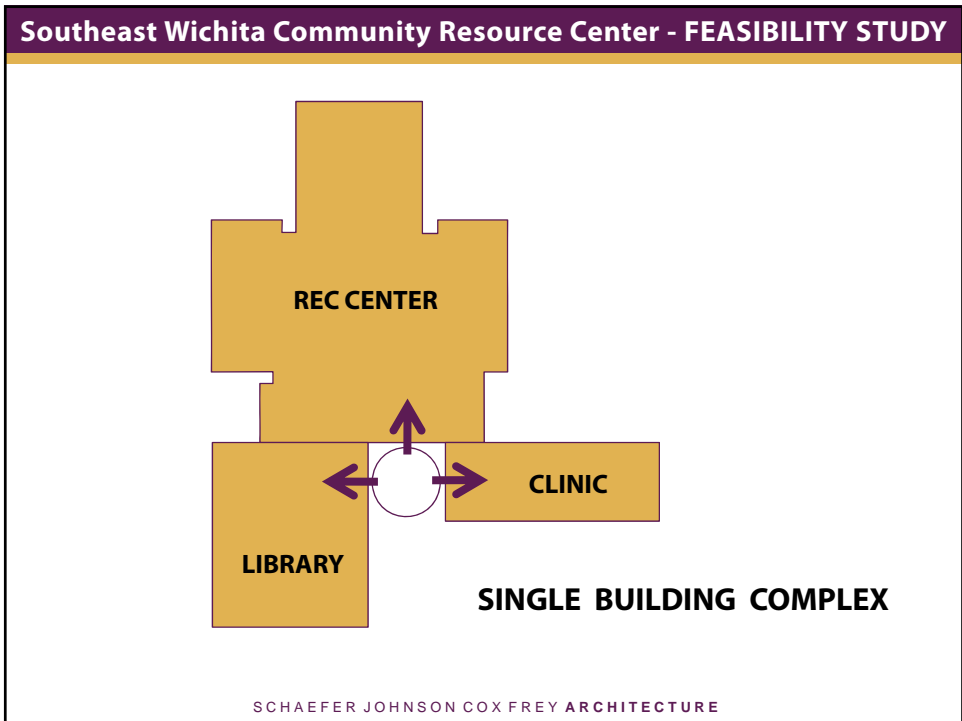 Southeast Wichita Community Resource Center - FEASIBILITY STUDY
REC CENTER
CLINIC
LIBRARY
SINGLE BUILDING COMPLEX
SCHAEFER JOHNSON COX FREY ARCHITECTURE